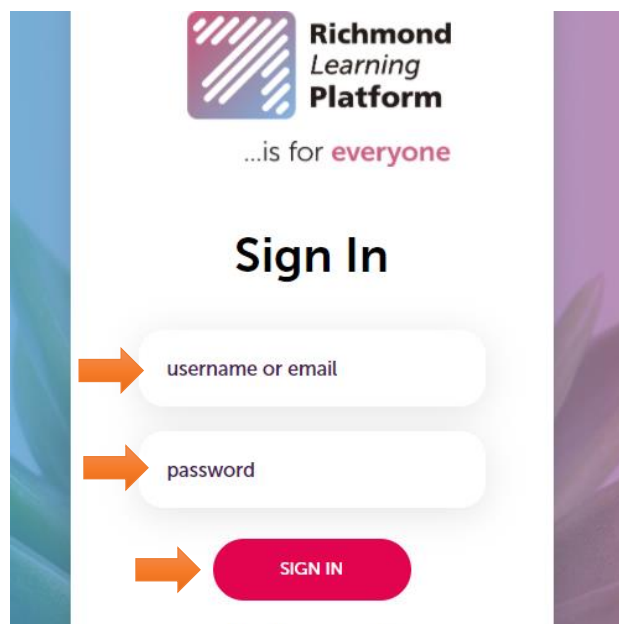 Richmond
Learning
Platform
...is for everyone
Sign In
username or email
password
SIGN IN